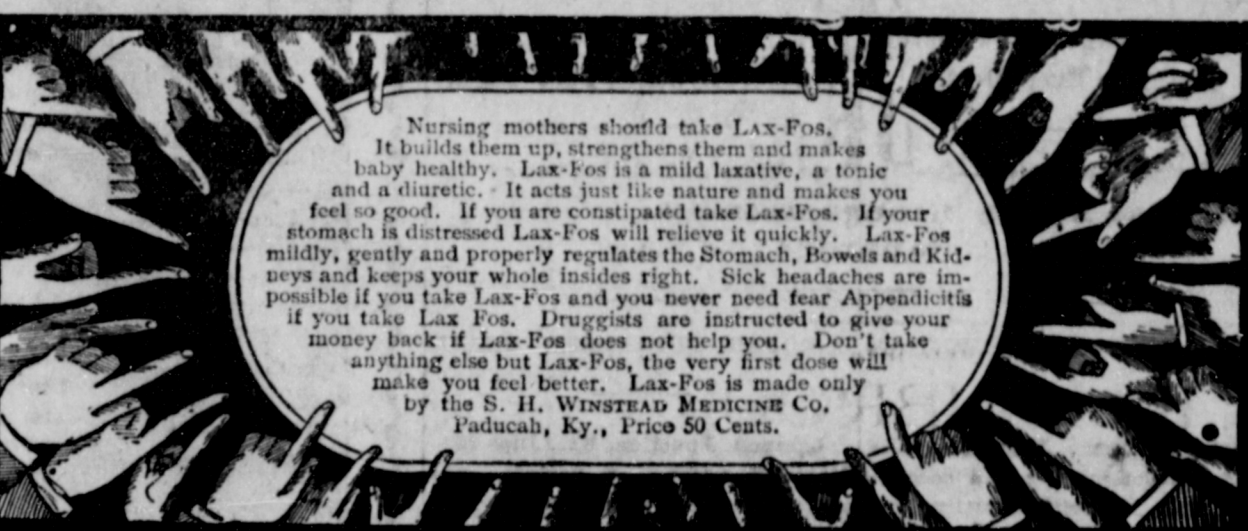 Nursing mothers should take LAX-FOS.
It builds them up, strengthens them and makes
baby healthy. Lax-Fos is a mild laxative, a tonic
and a diuretic. It acts just like nature and makes you
feel so good. If you are constipated take Lax-Fos. If your
stomach is distressed Lax-Fos will relieve it quickly. Lax-Fos
mildly, gently and properly regulates the Stomach, Bowels and Kid-
neys and keeps your whole insides right. Sick headaches are im-
possible if you take Lax-Fos and you never need fear Appendicitis
if you take Lax Fos. Druggists are instructed to give your
money back if Lax-Fos does not help you. Don't take
anything else but Lax-Fos, the very first dose will
make you feel better. Lax-Fos is made only
by the S. H. WINSTEAD MEDICINE CO.
Paducah, Ky., Price 50 Cents.